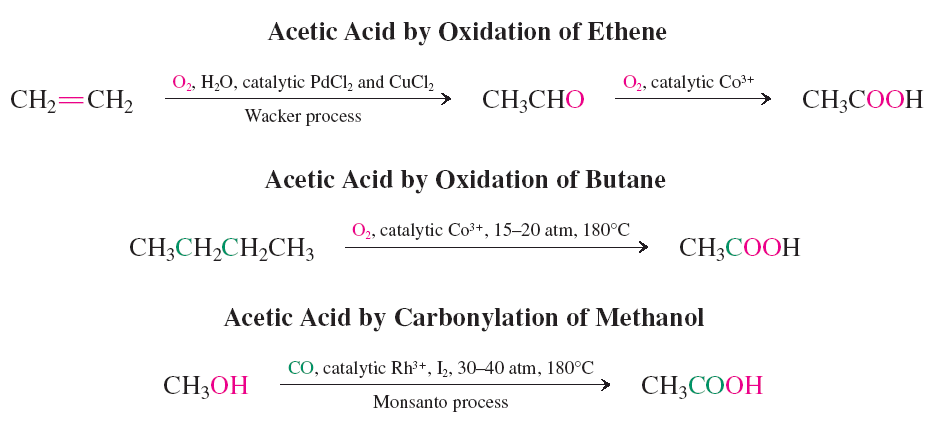 Acetic Acid by Oxidation of Ethene
CH₂=CH₂ O₂, H₂O, catalytic PdCl₂ and CuCl₂ Wacker process → CH₃CHO O₂, catalytic Co³⁺ → CH₃COOH
Acetic Acid by Oxidation of Butane
CH₃CH₂CH₂CH₃ O₂, catalytic Co³⁺, 15–20 atm, 180°C → CH₃COOH
Acetic Acid by Carbonylation of Methanol
CH₃OH CO, catalytic Rh³⁺, I₂, 30–40 atm, 180°C Monsanto process → CH₃COOH